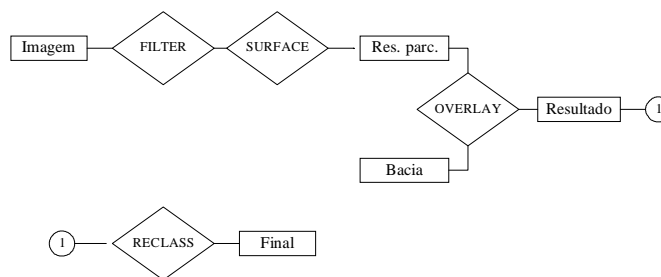 Imagem
FILTER
SURFACE
Res. parc.
OVERLAY
Resultado
1
Bacia
1
RECLASS
Final